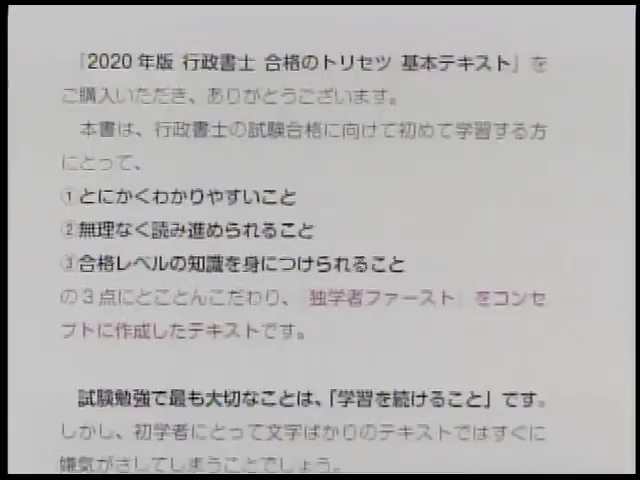 「2020年版 行政書士 合格のトリセツ 基本テキスト」を
ご購入いただき、ありがとうございます。
本書は、行政書士の試験合格に向けて初めて学習する方
にとって、
①とにかくわかりやすいこと
②無理なく読み進められること
③合格レベルの知識を身につけられること
の3点にとことんこだわり、「独学者ファースト」をコンセ
プトに作成したテキストです。
試験勉強で最も大切なことは、「学習を続けること」です。
しかし、初学者にとって文字ばかりのテキストではすぐに
嫌気がさしてしまうことでしょう。